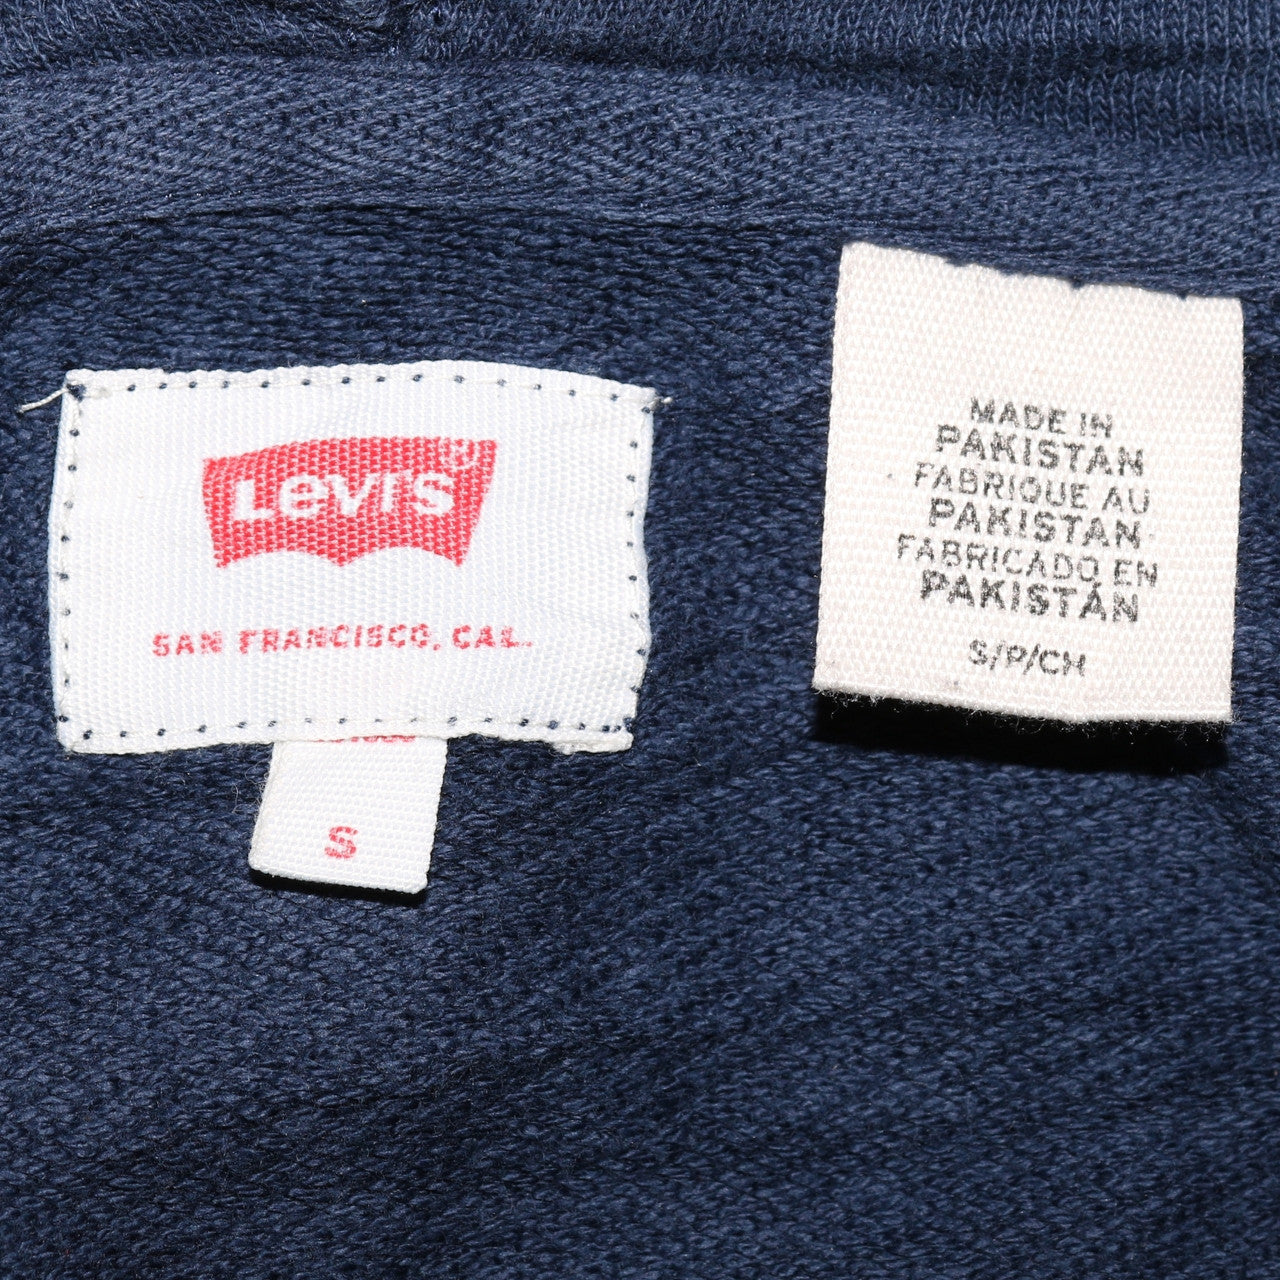 Levi's®
SAN FRANCISCO, CAL.
S
MADE IN
PAKISTAN
FABRIQUE AU
PAKISTAN
FABRICADO EN
PAKISTÁN
S/P/CH